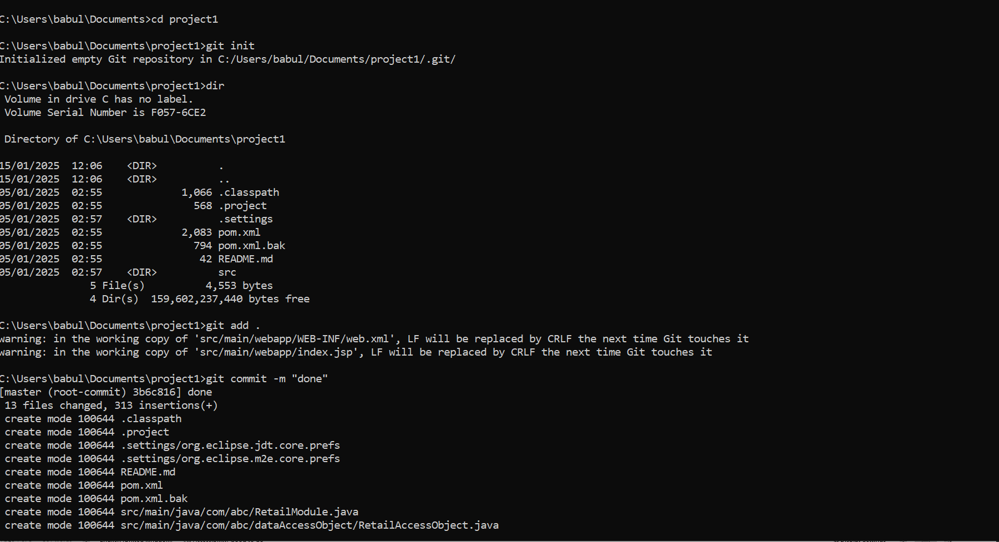 C:\Users\babul\Documents>cd project1
C:\Users\babul\Documents\project1>git init
Initialized empty Git repository in C:/Users/babul/Documents/project1/.git/
C:\Users\babul\Documents\project1>dir
Volume in drive C has no label.
Volume Serial Number is F057-6CE2
Directory of C:\Users\babul\Documents\project1
15/01/2025  12:06    <DIR>          .
15/01/2025  12:06    <DIR>          ..
05/01/2025  02:55             1,066 .classpath
05/01/2025  02:55               568 .project
05/01/2025  02:57    <DIR>          .settings
05/01/2025  02:55             2,083 pom.xml
05/01/2025  02:55               794 pom.xml.bak
05/01/2025  02:55                42 README.md
05/01/2025  02:57    <DIR>          src
5 File(s)          4,553 bytes
4 Dir(s)  159,602,237,440 bytes free
C:\Users\babul\Documents\project1>git add .
warning: in the working copy of 'src/main/webapp/WEB-INF/web.xml', LF will be replaced by CRLF the next time Git touches it
warning: in the working copy of 'src/main/webapp/index.jsp', LF will be replaced by CRLF the next time Git touches it
C:\Users\babul\Documents\project1>git commit -m "done"
[master (root-commit) 3b6c816] done
13 files changed, 313 insertions(+)
create mode 100644 .classpath
create mode 100644 .project
create mode 100644 .settings/org.eclipse.jdt.core.prefs
create mode 100644 .settings/org.eclipse.m2e.core.prefs
create mode 100644 README.md
create mode 100644 pom.xml
create mode 100644 pom.xml.bak
create mode 100644 src/main/java/com/abc/RetailModule.java
create mode 100644 src/main/java/com/abc/dataAccessObject/RetailAccessObject.java